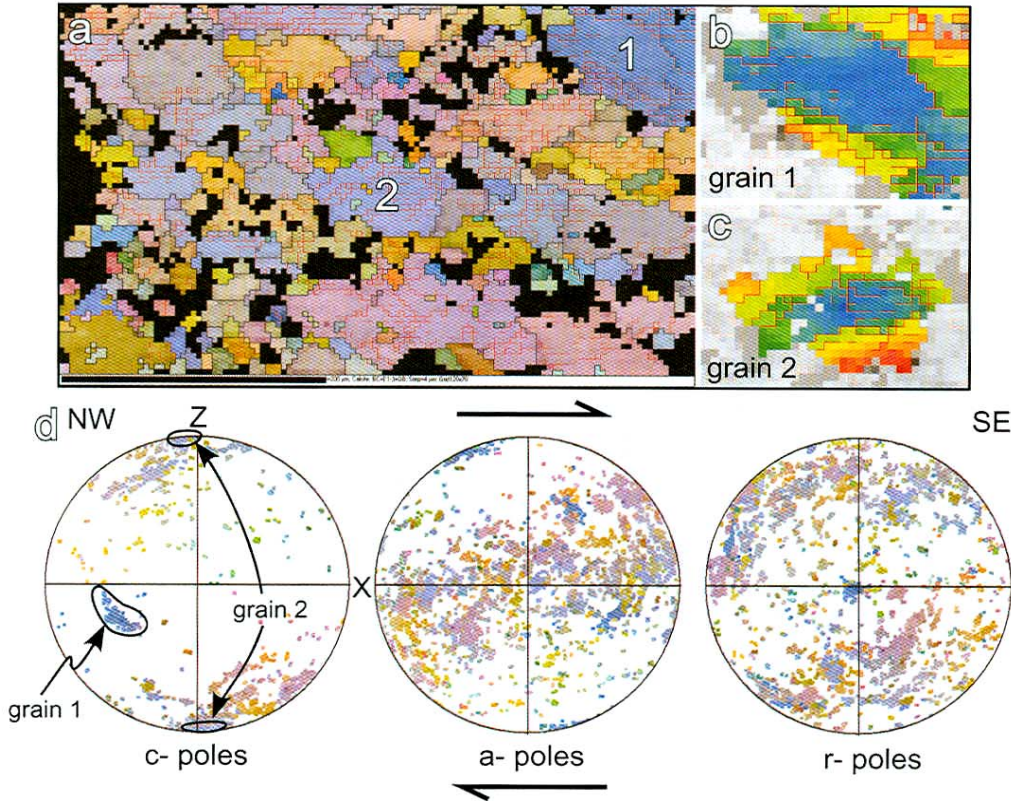 a
1
2
b
grain 1
c
grain 2
d
NW
Z
SE
X
grain 2
grain 1
c- poles
a- poles
r- poles